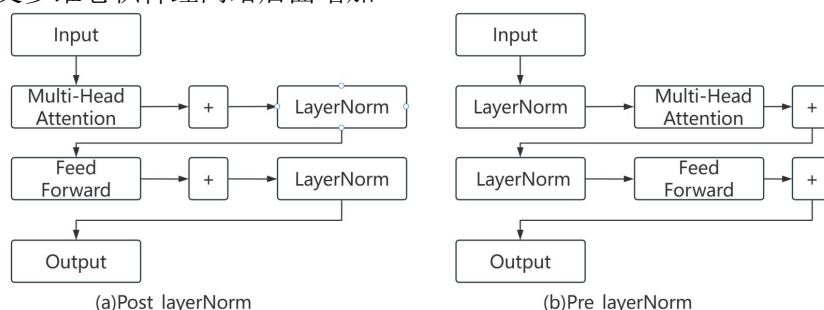 Input
Multi-Head
Attention
+
LayerNorm
Feed
Forward
+
LayerNorm
Output
(a)Post layerNorm
Input
LayerNorm
Multi-Head
Attention
+
LayerNorm
Feed
Forward
+
Output
(b)Pre layerNorm